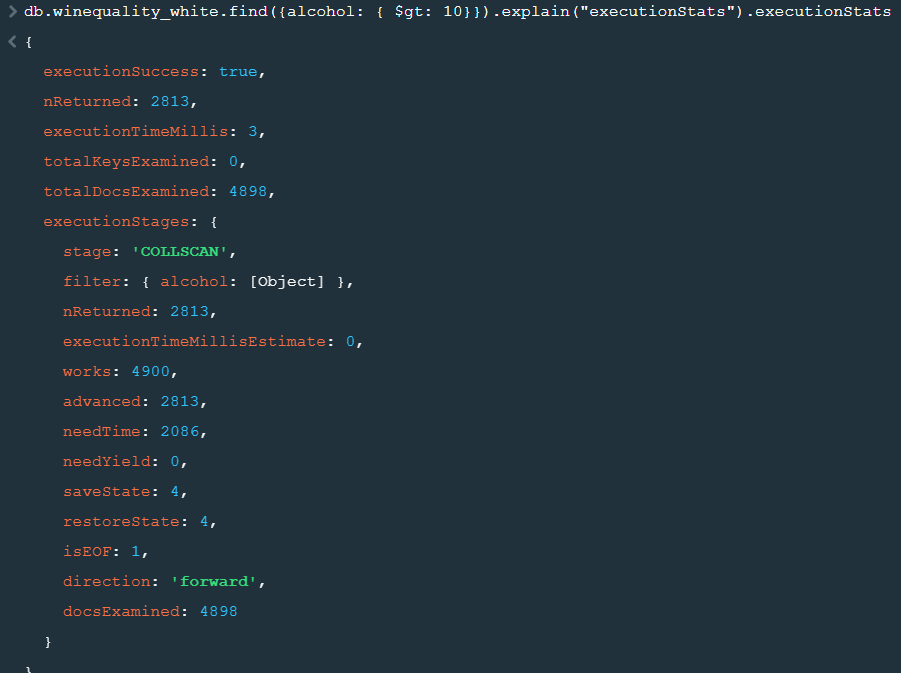 > db.winequality_white.find({alcohol: { $gt: 10}}).explain("executionStats").executionStats
< {
executionSuccess: true,
nReturned: 2813,
executionTimeMillis: 3,
totalKeysExamined: 0,
totalDocsExamined: 4898,
executionStages: {
stage: 'COLLSCAN',
filter: { alcohol: [Object] },
nReturned: 2813,
executionTimeMillisEstimate: 0,
works: 4900,
advanced: 2813,
needTime: 2086,
needYield: 0,
saveState: 4,
restoreState: 4,
isEOF: 1,
direction: 'forward',
docsExamined: 4898
}
}